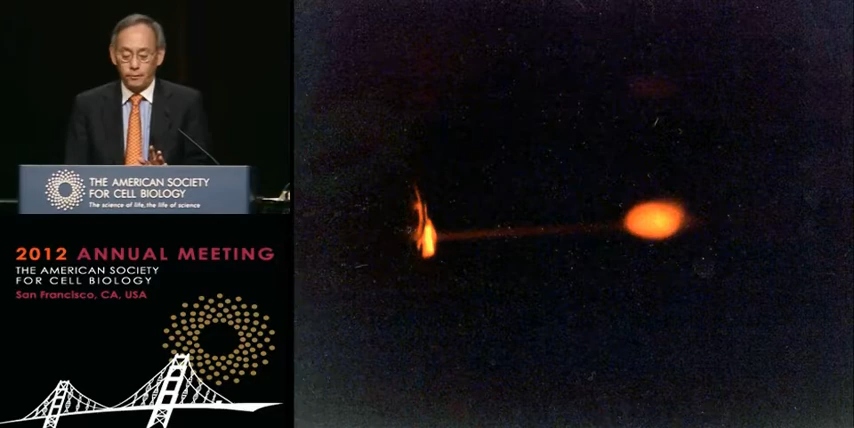 THE AMERICAN SOCIETY
FOR CELL BIOLOGY
The science of life, the life of science
2012 ANNUAL MEETING
THE AMERICAN SOCIETY
FOR CELL BIOLOGY
San Francisco, CA, USA